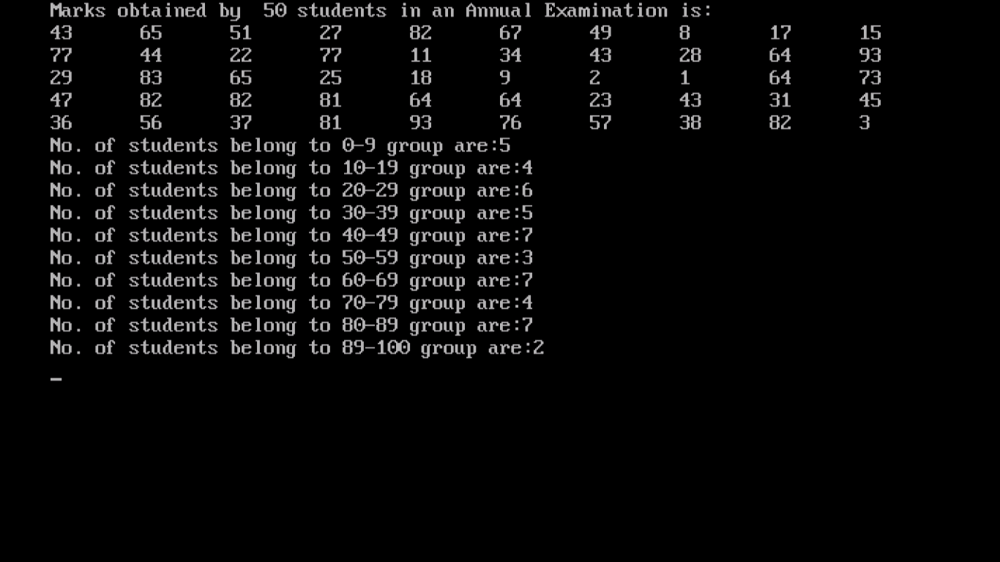 Marks obtained by  50 students in an Annual Examination is:
43 65 51 27 82 67 49 8 17 15
77 44 22 77 11 34 43 28 64 93
29 83 65 25 18 9 2 1 64 73
47 82 82 81 64 64 23 43 31 45
36 56 37 81 93 76 57 38 82 3
No. of students belong to 0-9 group are:5
No. of students belong to 10-19 group are:4
No. of students belong to 20-29 group are:6
No. of students belong to 30-39 group are:5
No. of students belong to 40-49 group are:7
No. of students belong to 50-59 group are:3
No. of students belong to 60-69 group are:7
No. of students belong to 70-79 group are:4
No. of students belong to 80-89 group are:7
No. of students belong to 89-100 group are:2